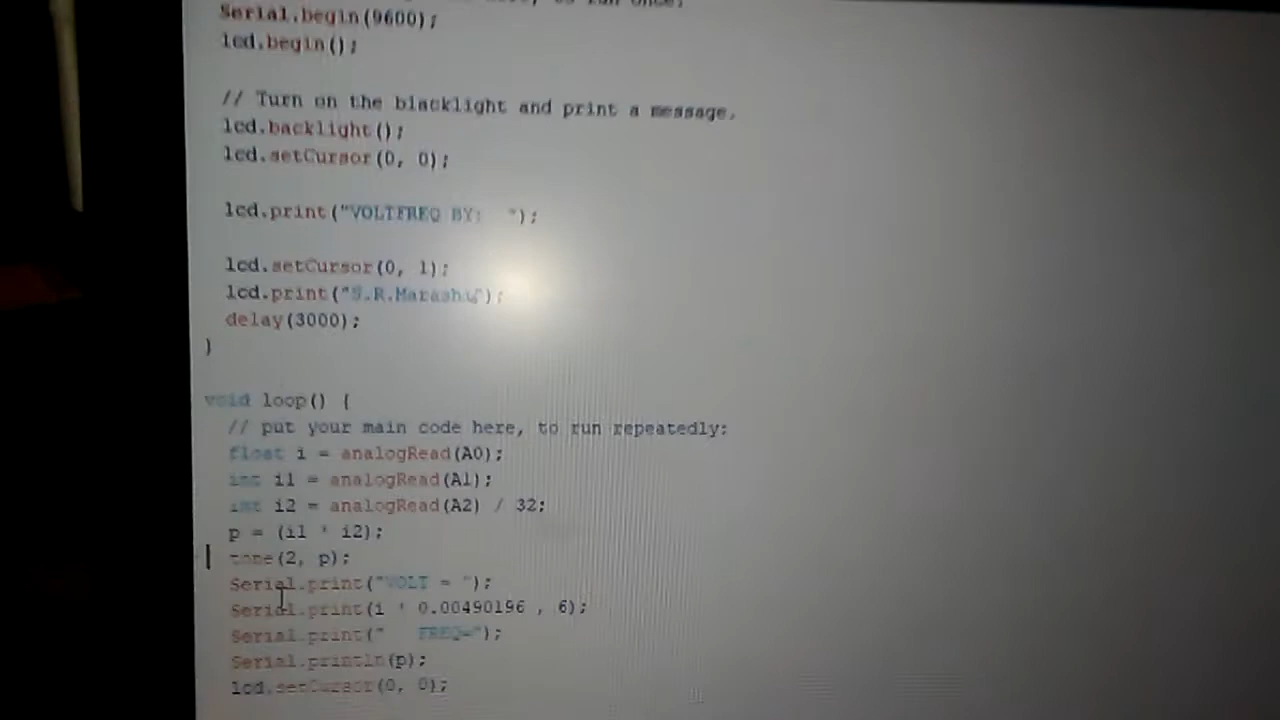 to run once:
Serial.begin(9600);
lcd.begin();
// Turn on the blacklight and print a message.
lcd.backlight();
lcd.setCursor(0, 0);
lcd.print("VOLTFREQ BY:  ");
lcd.setCursor(0, 1);
lcd.print("S.R.Marashi");
delay(3000);
}
void loop() {
// put your main code here, to run repeatedly:
float i = analogRead(A0);
int i1 = analogRead(A1);
int i2 = analogRead(A2) / 32;
p = (i1 * i2);
tone(2, p);
Serial.print("VOLT = ");
Serial.print(i * 0.00490196 , 6);
Serial.print("   FREQ=");
Serial.println(p);
lcd.setCursor(0, 0);